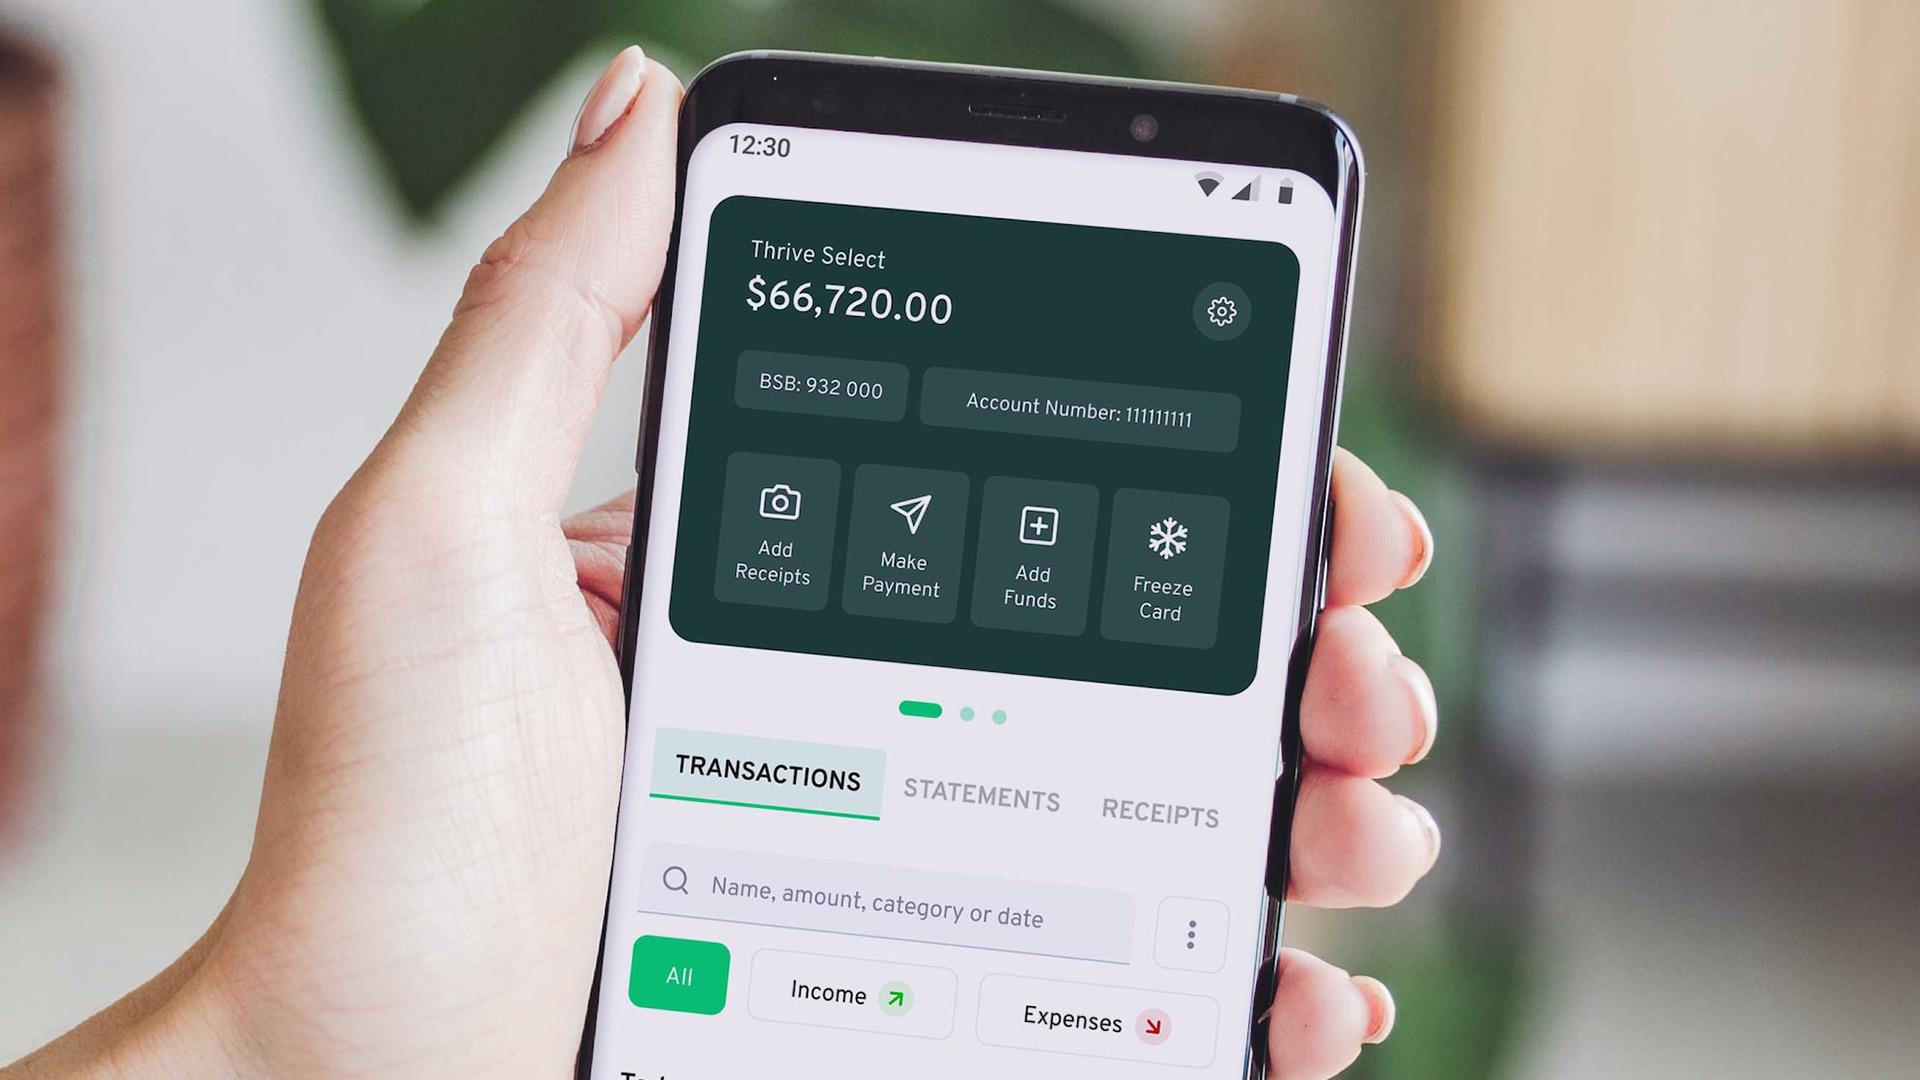 12:30
Thrive Select
$66,720.00
BSB: 932 000
Account Number: 111111111
Add
Receipts
Make
Payment
Add
Funds
Freeze
Card
TRANSACTIONS
STATEMENTS
RECEIPTS
Name, amount, category or date
All
Income
Expenses